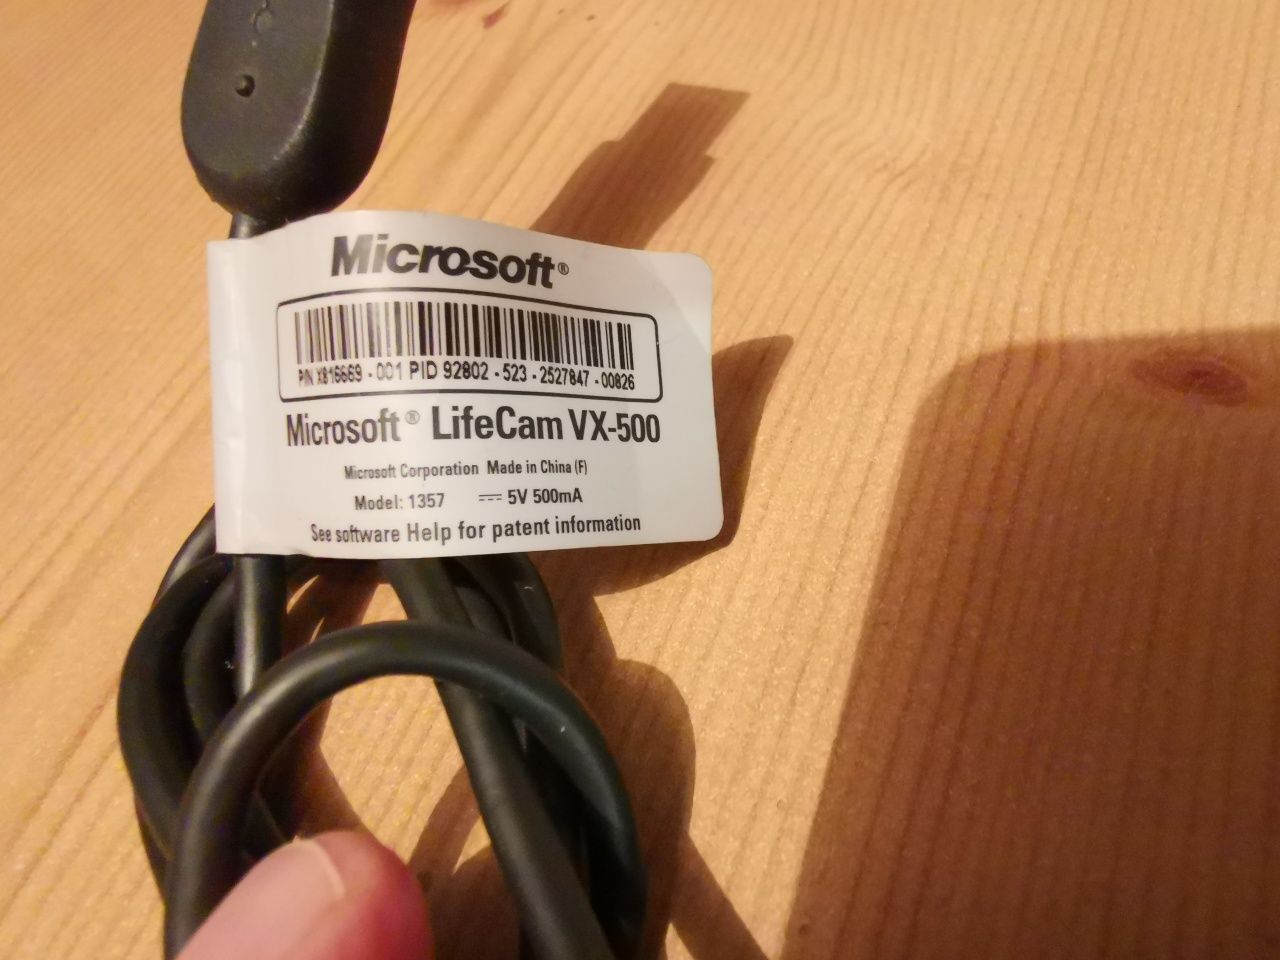 Microsoft®
P/N X816669 - 001 PID 92802 - 523 - 2527847 - 00826
Microsoft® LifeCam VX-500
Microsoft Corporation Made in China (F)
Model: 1357 ⎓ 5V 500mA
See software Help for patent information